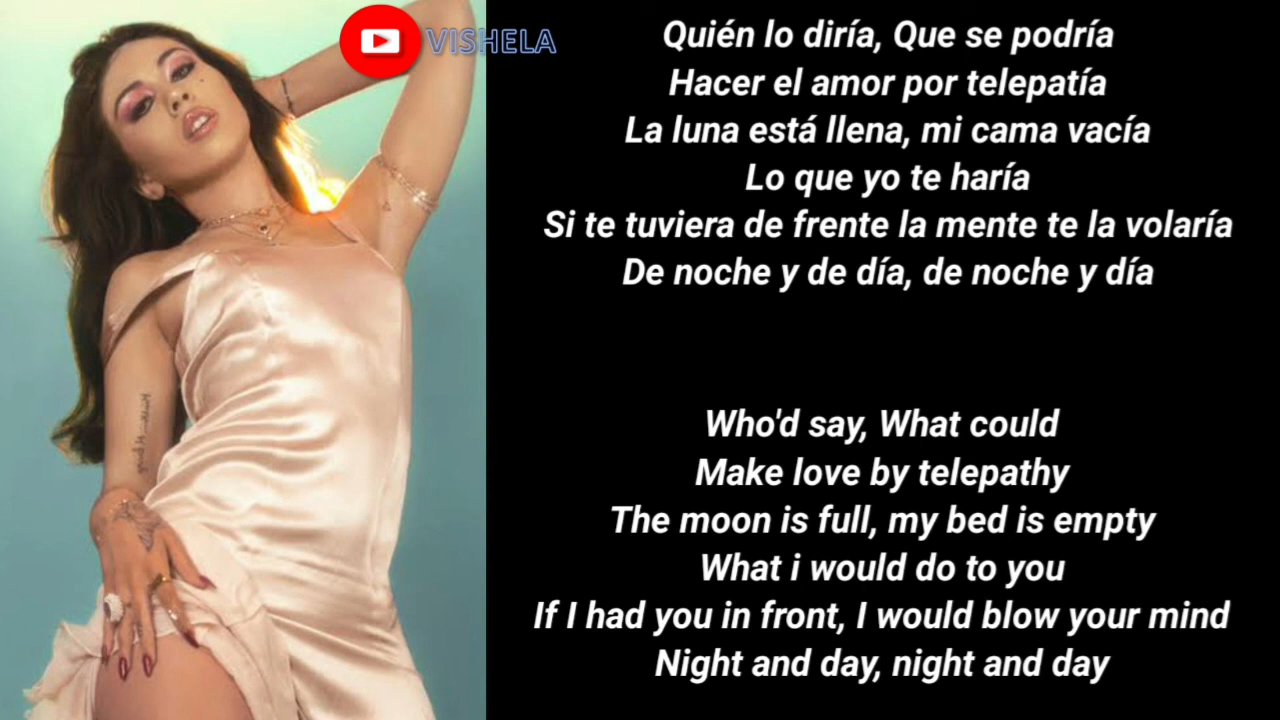 VISHELA
Quién lo diría, Que se podría
Hacer el amor por telepatía
La luna está llena, mi cama vacía
Lo que yo te haría
Si te tuviera de frente la mente te la volaría
De noche y de día, de noche y día
Who'd say, What could
Make love by telepathy
The moon is full, my bed is empty
What i would do to you
If I had you in front, I would blow your mind
Night and day, night and day